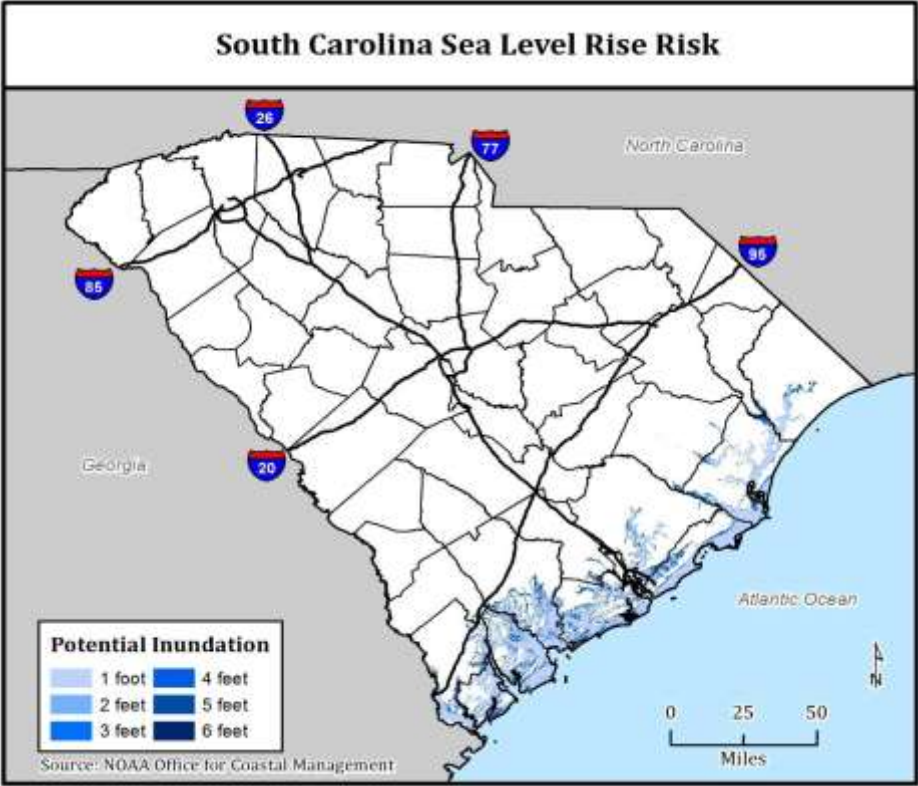 South Carolina Sea Level Rise Risk
26
77
North Carolina
95
85
Georgia
20
Atlantic Ocean
Potential Inundation
1 foot 4 feet
2 feet 5 feet
3 feet 6 feet
N
0 25 50
Miles
Source: NOAA Office for Coastal Management